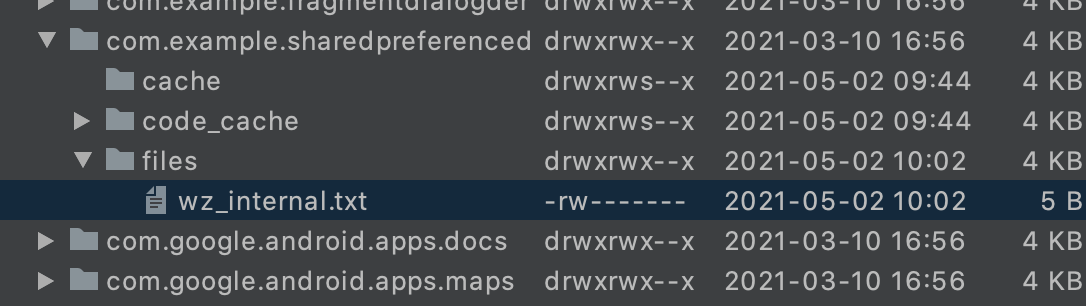 com.example.fragmentdialogder drwxrwx--x 2021-03-10 16:56 4 KB
com.example.sharedpreferenced drwxrwx--x 2021-03-10 16:56 4 KB
cache drwxrws--x 2021-05-02 09:44 4 KB
code_cache drwxrws--x 2021-05-02 09:44 4 KB
files drwxrwx--x 2021-05-02 10:02 4 KB
wz_internal.txt -rw------- 2021-05-02 10:02 5 B
com.google.android.apps.docs drwxrwx--x 2021-03-10 16:56 4 KB
com.google.android.apps.maps drwxrwx--x 2021-03-10 16:56 4 KB